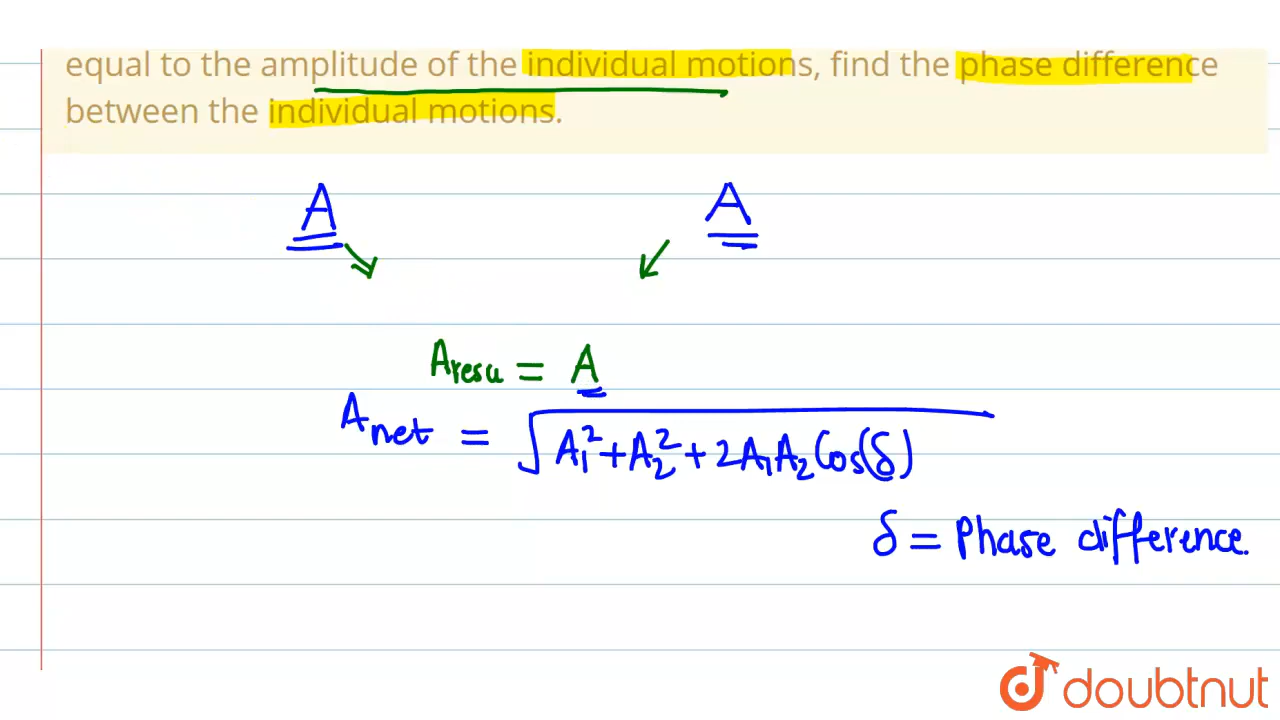 equal to the amplitude of the individual motions, find the phase difference
between the individual motions.
A A
Aresu = A
Anet = √A₁²+A₂²+2A₁A₂Cos(δ)
δ = Phase difference.
doubtnut